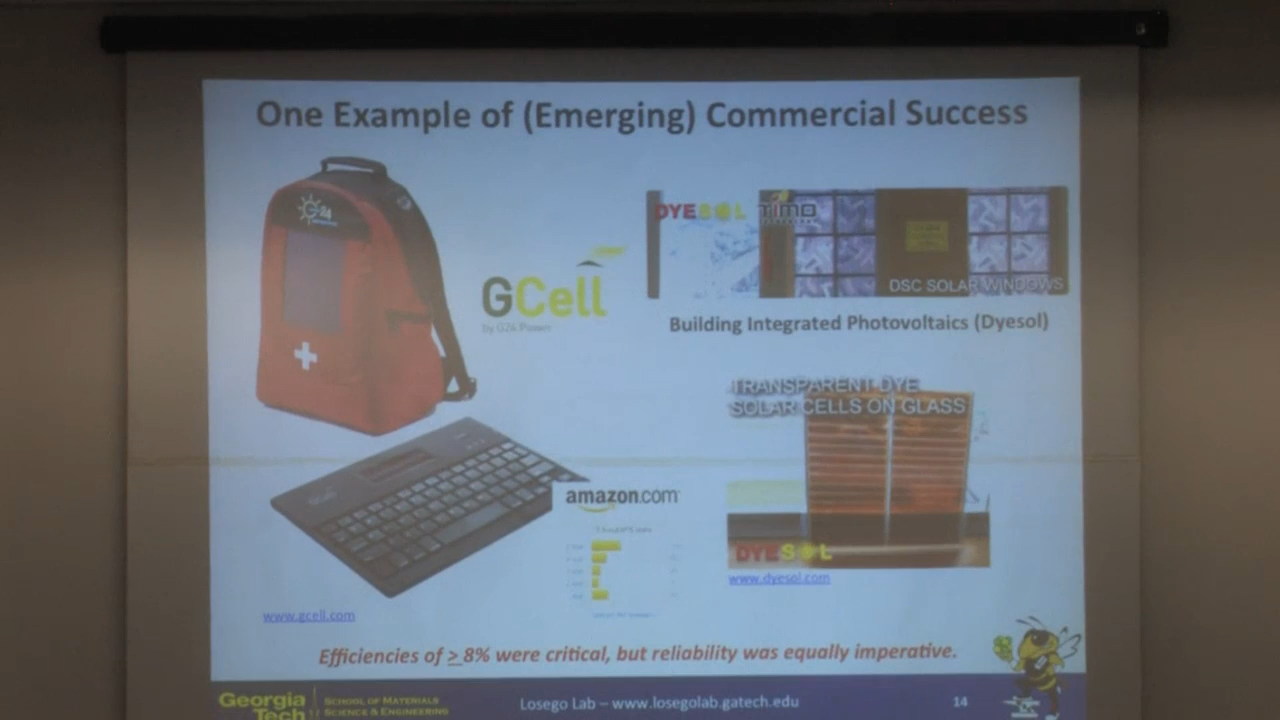 One Example of (Emerging) Commercial Success
G24
GCell
by G24 Power
DYESOL TIMO
DSC SOLAR WINDOWS
Building Integrated Photovoltaics (Dyesol)
TRANSPARENT DYE
SOLAR CELLS ON GLASS
amazon.com
DYESOL
www.dyesol.com
www.gcell.com
Efficiencies of > 8% were critical, but reliability was equally imperative.
Georgia
Tech
SCHOOL OF MATERIALS
SCIENCE & ENGINEERING
Losego Lab – www.losegolab.gatech.edu
14